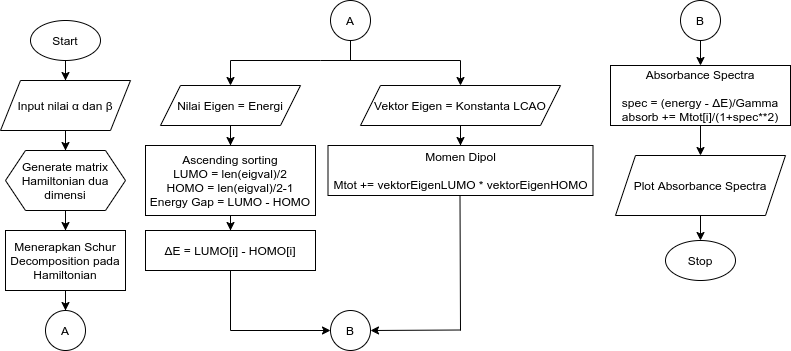 Start
Input nilai α dan β
Generate matrix
Hamiltonian dua
dimensi
Menerapkan Schur
Decomposition pada
Hamiltonian
A
A
Nilai Eigen = Energi
Ascending sorting
LUMO = len(eigval)/2
HOMO = len(eigval)/2-1
Energy Gap = LUMO - HOMO
ΔE = LUMO[i] - HOMO[i]
Vektor Eigen = Konstanta LCAO
Momen Dipol
Mtot += vektorEigenLUMO * vektorEigenHOMO
B
B
Absorbance Spectra
spec = (energy - ΔE)/Gamma
absorb += Mtot[i]/(1+spec**2)
Plot Absorbance Spectra
Stop